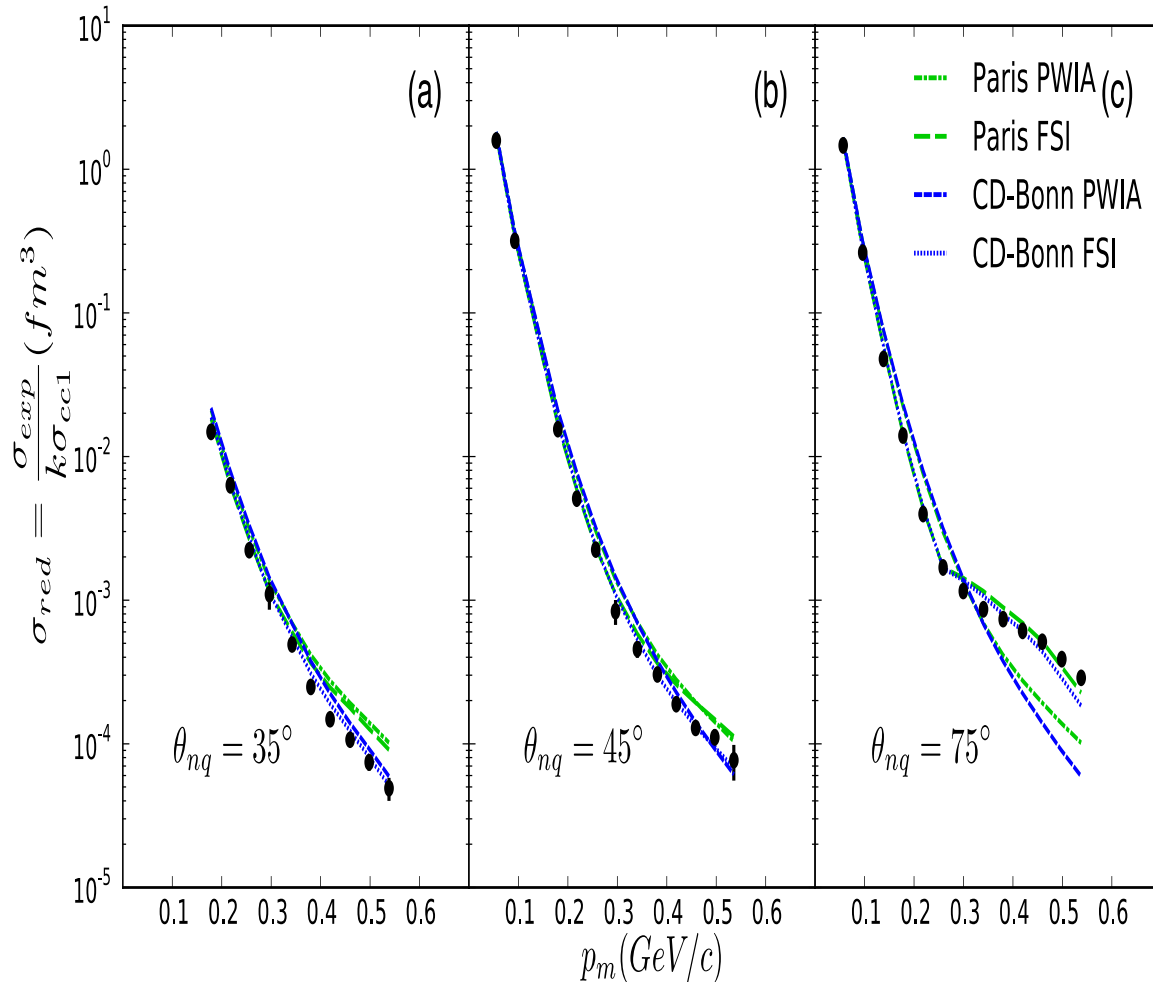 10^1
10^0
10^-1
10^-2
10^-3
10^-4
10^-5
σ_red = σ_exp / kσ_cc1 (fm^3)
(a)
θ_nq = 35°
0.1 0.2 0.3 0.4 0.5 0.6
(b)
θ_nq = 45°
0.1 0.2 0.3 0.4 0.5 0.6
(c)
Paris PWIA
Paris FSI
CD-Bonn PWIA
CD-Bonn FSI
θ_nq = 75°
0.1 0.2 0.3 0.4 0.5 0.6
p_m(GeV/c)